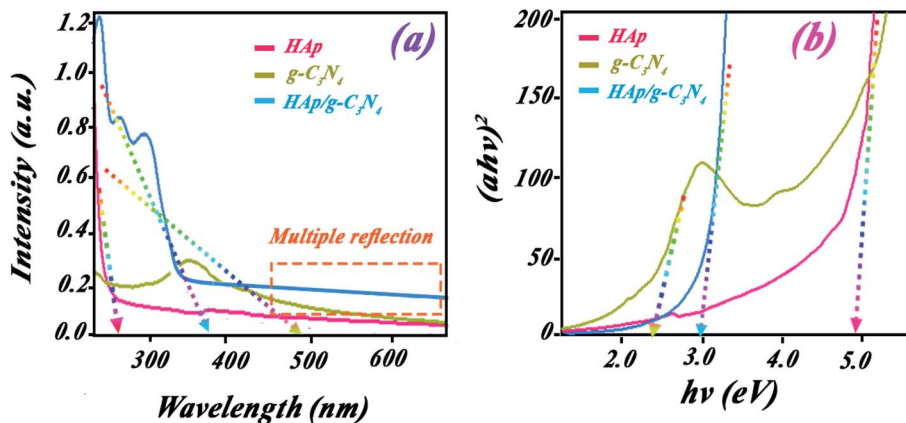 (a)
HAp
g-C₃N₄
HAp/g-C₃N₄
Multiple reflection
Intensity (a.u.)
1.2
1.0
0.8
0.6
0.4
0.2
0.0
300 400 500 600
Wavelength (nm)
(b)
HAp
g-C₃N₄
HAp/g-C₃N₄
(ahν)²
200
150
100
50
0
2.0 3.0 4.0 5.0
hν (eV)